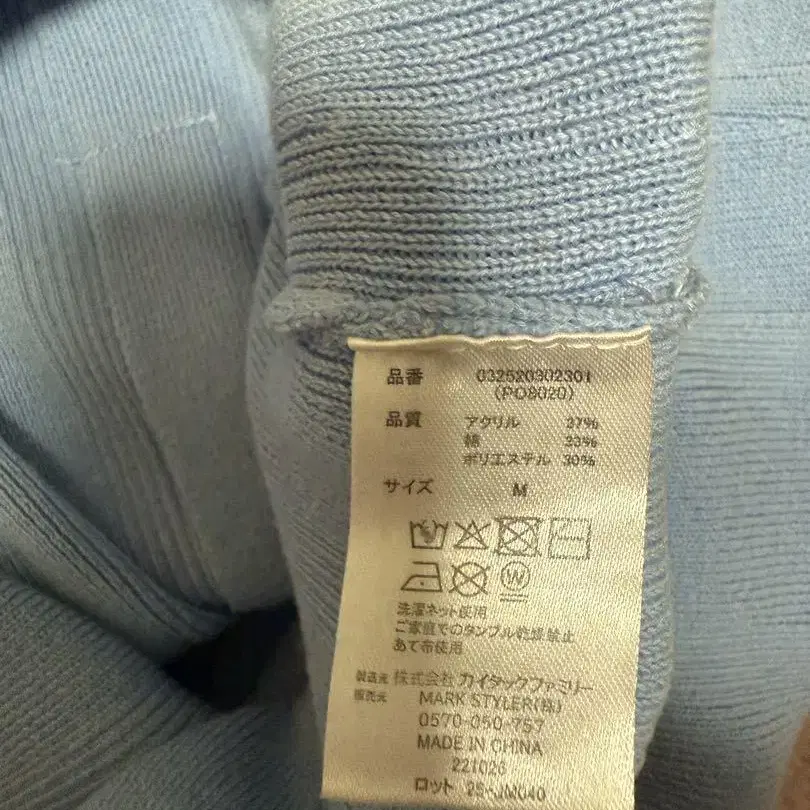 品番 032520302301
(PO8020)
品質 アクリル 37%
綿 33%
ポリエステル 30%
サイズ M
W
洗濯ネット使用
ご家庭でのタンブル乾燥禁止
あて布使用
製造元 株式会社 カイタックファミリー
販売元 MARK STYLER(株)
0570-050-757
MADE IN CHINA
221026
ロット